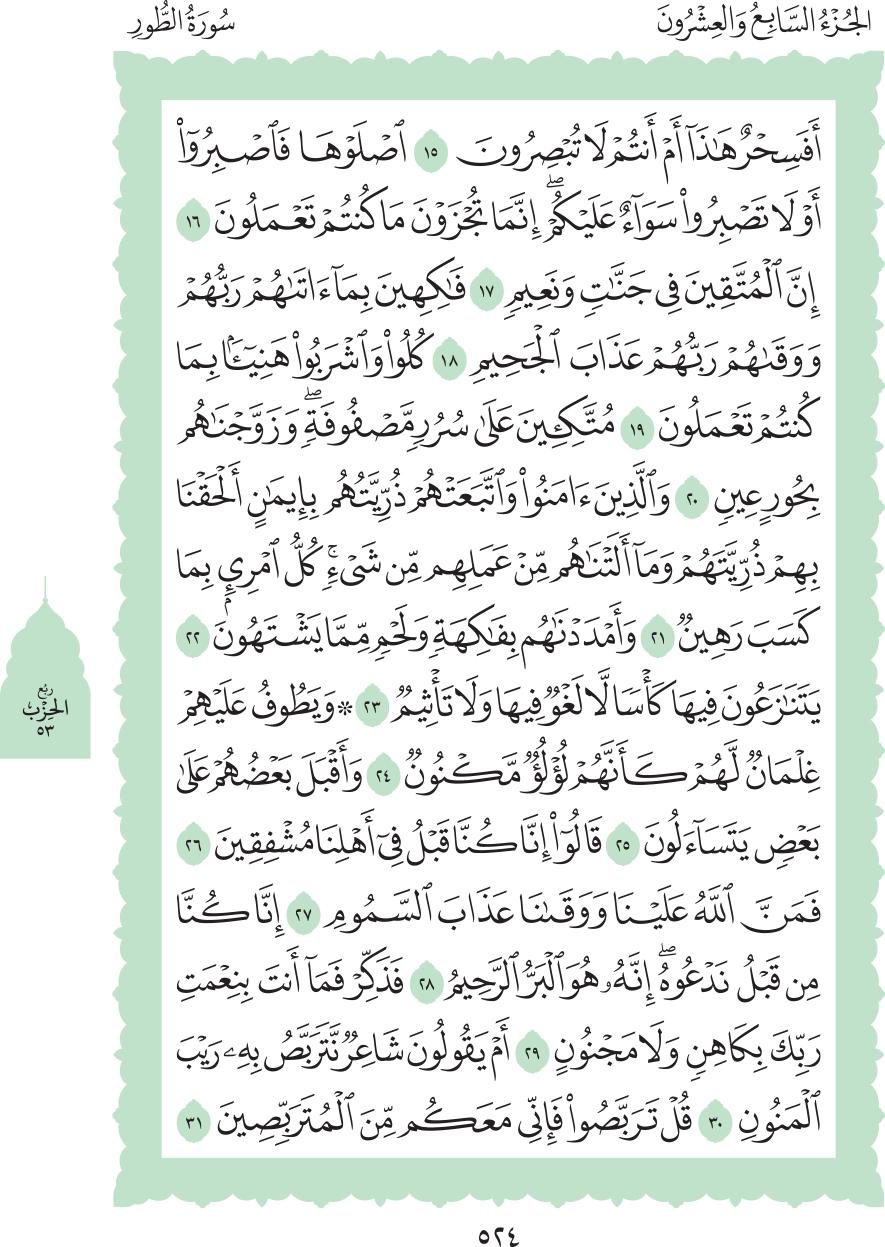 الجُزْءُ السَّابِعُ وَالعِشْرُونَ
سُورَةُ الطُّورِ
أَفَسِحْرٌ هَٰذَآ أَمْ أَنتُمْ لَا تُبْصِرُونَ ١٥ ٱصْلَوْهَا فَٱصْبِرُوٓا۟
أَوْ لَا تَصْبِرُوا۟ سَوَآءٌ عَلَيْكُمْۖ إِنَّمَا تُجْزَوْنَ مَا كُنتُمْ تَعْمَلُونَ ١٦
إِنَّ ٱلْمُتَّقِينَ فِى جَنَّٰتٍ وَنَعِيمٍ ١٧ فَٰكِهِينَ بِمَآ ءَاتَىٰهُمْ رَبُّهُمْ
وَوَقَىٰهُمْ رَبُّهُمْ عَذَابَ ٱلْجَحِيمِ ١٨ كُلُوا۟ وَٱشْرَبُوا۟ هَنِيٓـًٔۢا بِمَا
كُنتُمْ تَعْمَلُونَ ١٩ مُتَّكِـِٔينَ عَلَىٰ سُرُرٍ مَّصْفُوفَةٍۖ وَزَوَّجْنَٰهُم
بِحُورٍ عِينٍ ٢٠ وَٱلَّذِينَ ءَامَنُوا۟ وَٱتَّبَعَتْهُمْ ذُرِّيَّتُهُم بِإِيمَٰنٍ أَلْحَقْنَا
بِهِمْ ذُرِّيَّتَهُمْ وَمَآ أَلَتْنَٰهُم مِّنْ عَمَلِهِم مِّن شَىْءٍۚ كُلُّ ٱمْرِئٍۭ بِمَا
كَسَبَ رَهِينٌ ٢١ وَأَمْدَدْنَٰهُم بِفَٰكِهَةٍ وَلَحْمٍ مِّمَّا يَشْتَهُونَ ٢٢
يَتَنَٰزَعُونَ فِيهَا كَأْسًا لَّا لَغْوٌ فِيهَا وَلَا تَأْثِيمٌ ٢٣ ۞ وَيَطُوفُ عَلَيْهِمْ
غِلْمَانٌ لَّهُمْ كَأَنَّهُمْ لُؤْلُؤٌ مَّكْنُونٌ ٢٤ وَأَقْبَلَ بَعْضُهُمْ عَلَىٰ
بَعْضٍ يَتَسَآءَلُونَ ٢٥ قَالُوٓا۟ إِنَّا كُنَّا قَبْلُ فِىٓ أَهْلِنَا مُشْفِقِينَ ٢٦
فَمَنَّ ٱللَّهُ عَلَيْنَا وَوَقَىٰنَا عَذَابَ ٱلسَّمُومِ ٢٧ إِنَّا كُنَّا
مِن قَبْلُ نَدْعُوهُۖ إِنَّهُۥ هُوَ ٱلْبَرُّ ٱلرَّحِيمُ ٢٨ فَذَكِّرْ فَمَآ أَنتَ بِنِعْمَتِ
رَبِّكَ بِكَاهِنٍ وَلَا مَجْنُونٍ ٢٩ أَمْ يَقُولُونَ شَاعِرٌ نَّتَرَبَّصُ بِهِۦ رَيْبَ
ٱلْمَنُونِ ٣٠ قُلْ تَرَبَّصُوا۟ فَإِنِّى مَعَكُم مِّنَ ٱلْمُتَرَبِّصِينَ ٣١
رُبع
الحِزْب
٥٣
٥٢٤